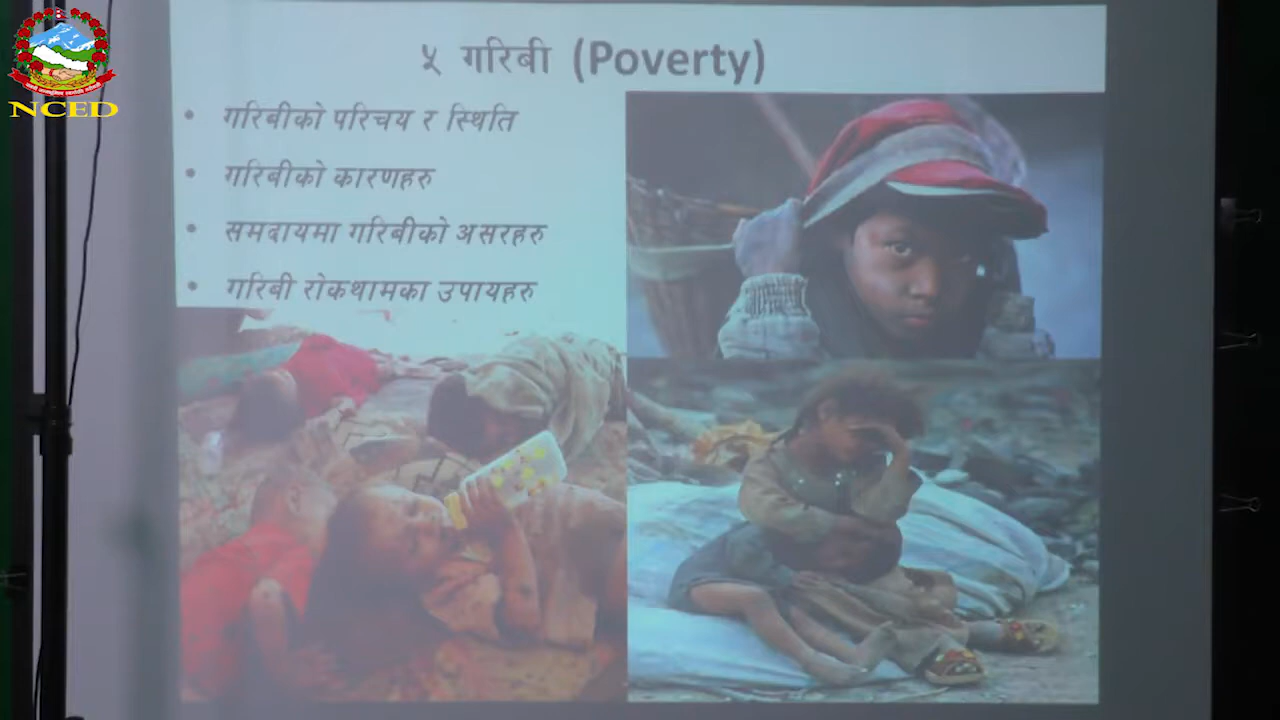 NCED
५ गरिबी (Poverty)
• गरिबीको परिचय र स्थिति
• गरिबीको कारणहरु
• समदायमा गरिबीको असरहरु
• गरिबी रोकथामका उपायहरु